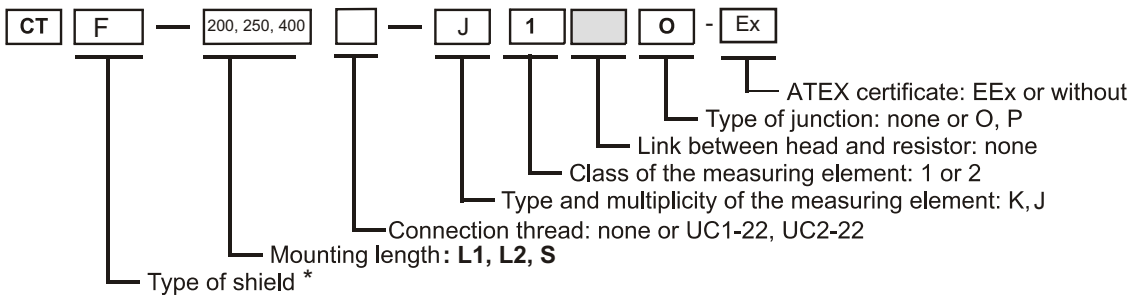 CT F — 200, 250, 400 — J 1 O - Ex
ATEX certificate: EEx or without
Type of junction: none or O, P
Link between head and resistor: none
Class of the measuring element: 1 or 2
Type and multiplicity of the measuring element: K, J
Connection thread: none or UC1-22, UC2-22
Mounting length: L1, L2, S
Type of shield *